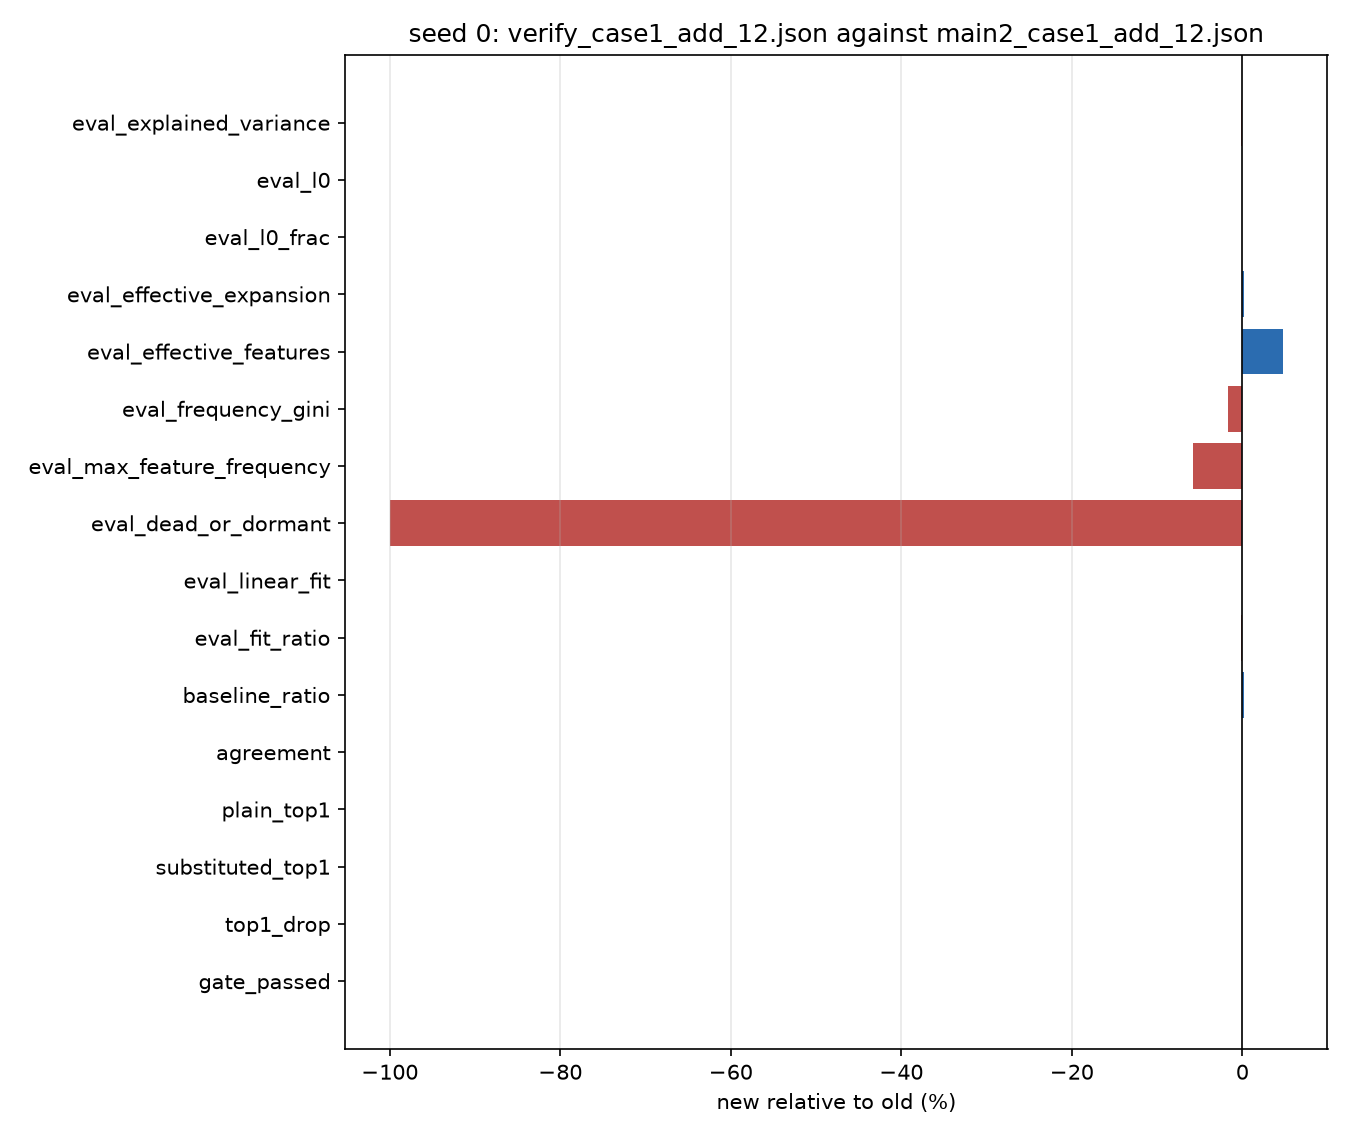 seed 0: verify_case1_add_12.json against main2_case1_add_12.json
eval_explained_variance
eval_l0
eval_l0_frac
eval_effective_expansion
eval_effective_features
eval_frequency_gini
eval_max_feature_frequency
eval_dead_or_dormant
eval_linear_fit
eval_fit_ratio
baseline_ratio
agreement
plain_top1
substituted_top1
top1_drop
gate_passed
−100 −80 −60 −40 −20 0
new relative to old (%)